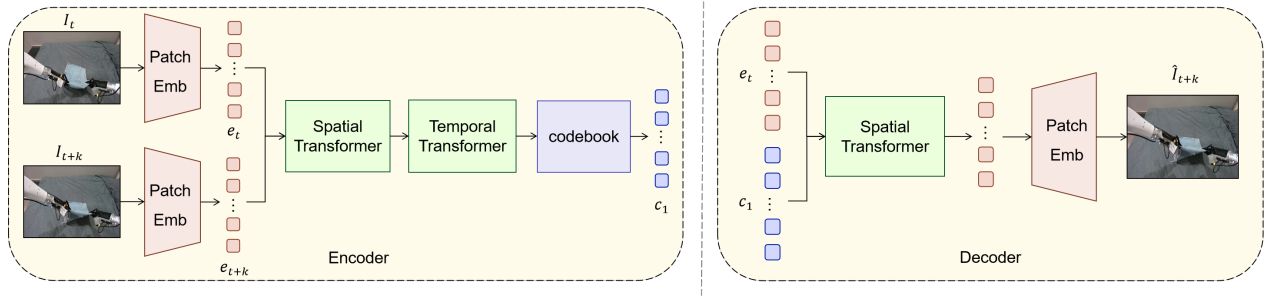 I_t
Patch
Emb
e_t
I_{t+k}
Patch
Emb
e_{t+k}
Spatial
Transformer
Temporal
Transformer
codebook
c_1
Encoder
e_t
c_1
Spatial
Transformer
Patch
Emb
Î_{t+k}
Decoder